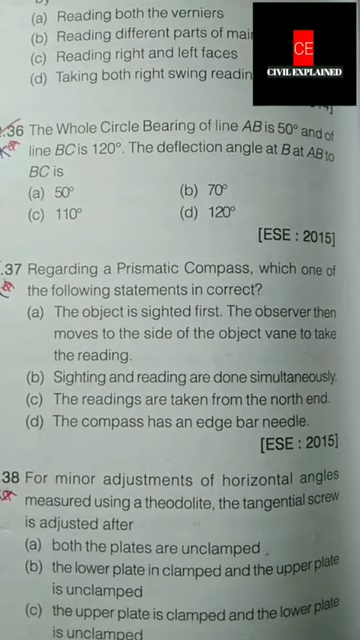 (a) Reading both the verniers
(b) Reading different parts of
(c) Reading right and left faces
(d) Taking both right swing
CE
CIVIL EXPLAINED
.36 The Whole Circle Bearing of line AB is 50° and of
line BC is 120°. The deflection angle at B at AB to
BC is
(a) 50°
(b) 70°
(c) 110°
(d) 120°
[ESE : 2015]
.37 Regarding a Prismatic Compass, which one of
the following statements in correct?
(a) The object is sighted first. The observer then
moves to the side of the object vane to take
the reading.
(b) Sighting and reading are done simultaneously.
(c) The readings are taken from the north end.
(d) The compass has an edge bar needle.
[ESE : 2015]
38 For minor adjustments of horizontal angles
measured using a theodolite, the tangential screw
is adjusted after
(a) both the plates are unclamped
(b) the lower plate in clamped and the upper plate
is unclamped
(c) the upper plate is clamped and the lower plate
is unclamped